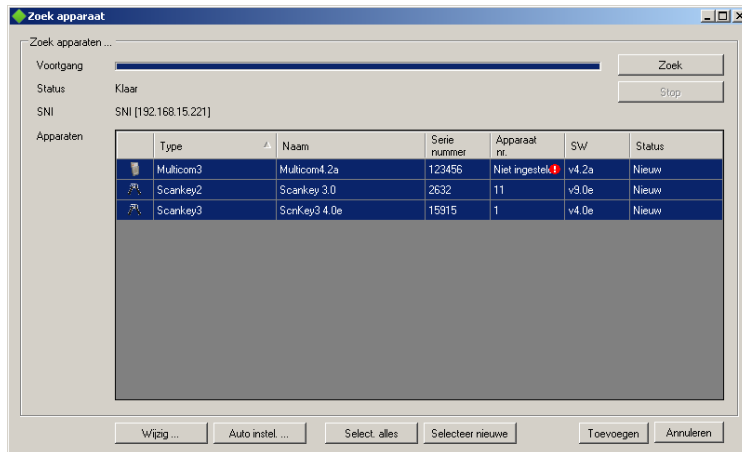 Zoek apparaat
Zoek apparaten ...
Voortgang
Zoek
Status Klaar
Stop
SNI SNI [192.168.15.221]
Apparaten
Type Naam Serie nummer Apparaat nr. SW Status
Multicom3 Multicom4.2a 123456 Niet ingestek v4.2a Nieuw
Scankey2 Scankey 3.0 2632 11 v9.0e Nieuw
Scankey3 ScnKey3 4.0e 15915 1 v4.0e Nieuw
Wijzig ... Auto instel. ... Select. alles Selecteer nieuwe Toevoegen Annuleren